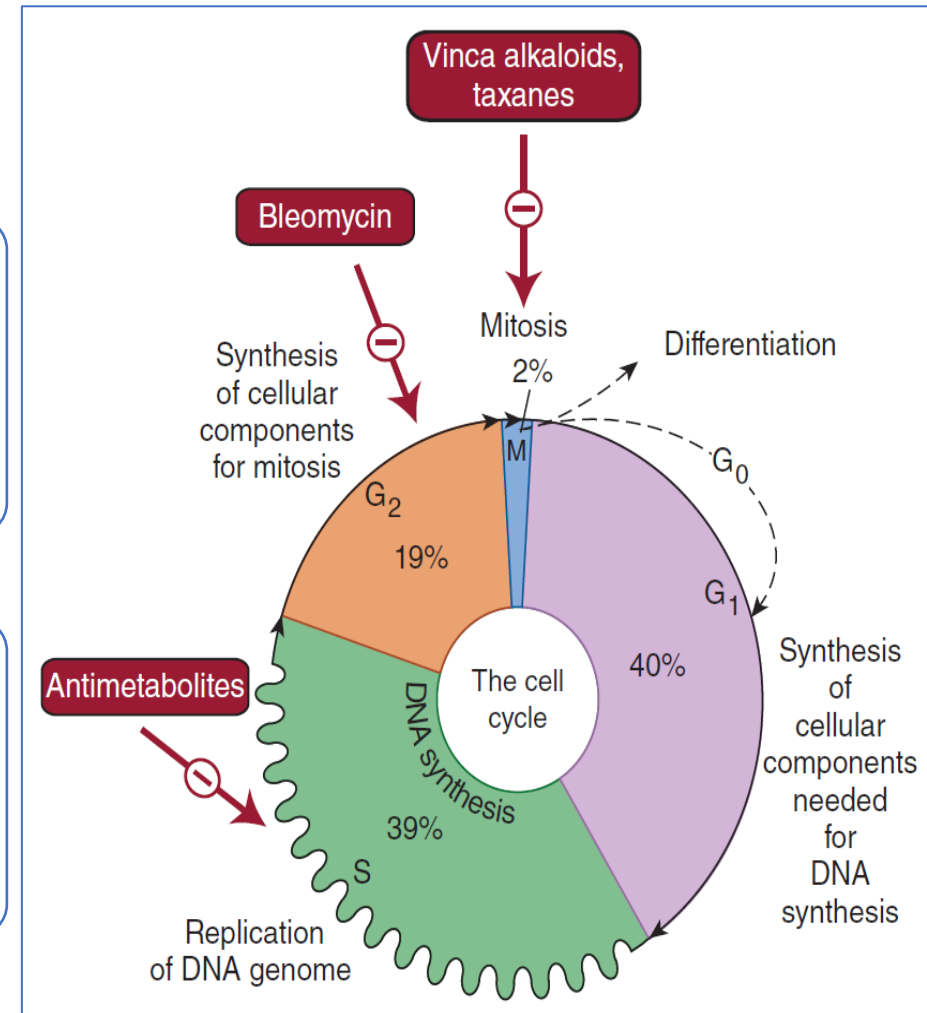 Vinca alkaloids,
taxanes
Bleomycin
Mitosis
2%
Differentiation
Synthesis
of cellular
components
for mitosis
M
G₀
G₂
19%
G₁
40%
Synthesis
of
cellular
components
needed
for
DNA
synthesis
Antimetabolites
The cell
cycle
DNA synthesis
39%
S
Replication
of DNA genome